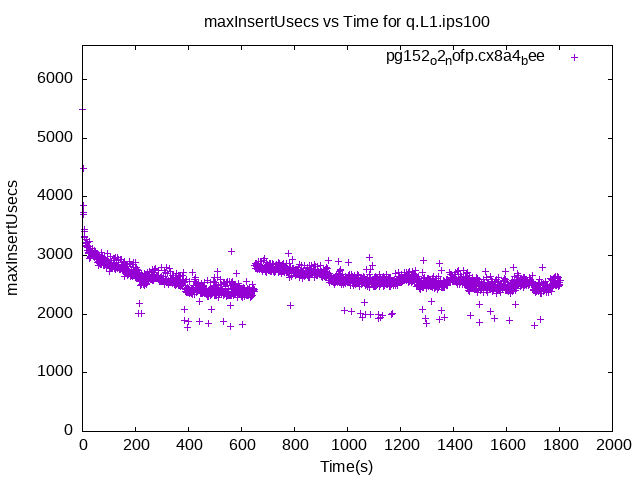 maxInsertUsecs vs Time for q.L1.ips100
pg152_o2_nofp.cx8a4_bee
6000
5000
4000
3000
2000
1000
0
maxInsertUsecs
0 200 400 600 800 1000 1200 1400 1600 1800 2000
Time(s)